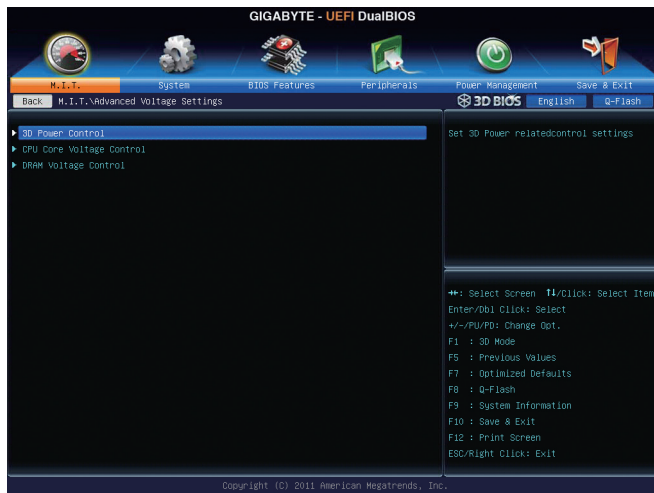 GIGABYTE - UEFI DualBIOS
M.I.T.
System
BIOS Features
Peripherals
Power Management
Save & Exit
Back M.I.T.\Advanced Voltage Settings
3D BIOS English Q-Flash
3D Power Control
CPU Core Voltage Control
DRAM Voltage Control
Set 3D Power relatedcontrol settings
→←: Select Screen ↑↓/Click: Select Item
Enter/Dbl Click: Select
+/-/PU/PD: Change Opt.
F1 : 3D Mode
F5 : Previous Values
F7 : Optimized Defaults
F8 : Q-Flash
F9 : System Information
F10 : Save & Exit
F12 : Print Screen
ESC/Right Click: Exit
Copyright (C) 2011 American Megatrends, Inc.